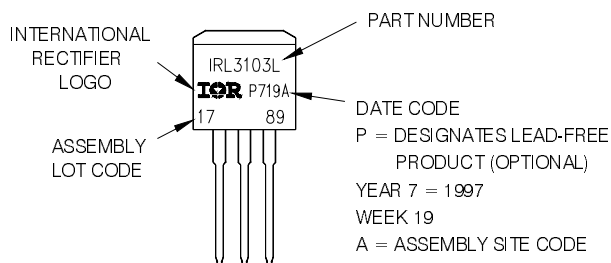 INTERNATIONAL
RECTIFIER
LOGO
PART NUMBER
IRL3103L
IOR P719A
17 89
ASSEMBLY
LOT CODE
DATE CODE
P = DESIGNATES LEAD-FREE
PRODUCT (OPTIONAL)
YEAR 7 = 1997
WEEK 19
A = ASSEMBLY SITE CODE